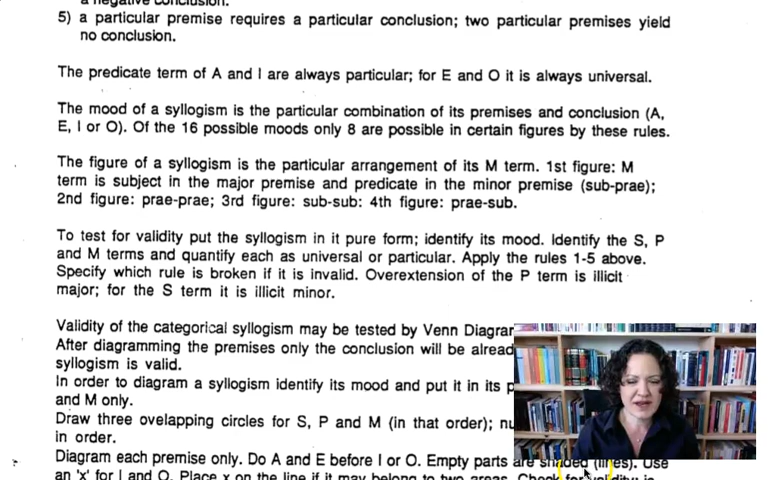 a negative conclusion.
5) a particular premise requires a particular conclusion; two particular premises yield
no conclusion.
The predicate term of A and I are always particular; for E and O it is always universal.
The mood of a syllogism is the particular combination of its premises and conclusion (A,
E, I or O). Of the 16 possible moods only 8 are possible in certain figures by these rules.
The figure of a syllogism is the particular arrangement of its M term. 1st figure: M
term is subject in the major premise and predicate in the minor premise (sub-prae);
2nd figure: prae-prae; 3rd figure: sub-sub: 4th figure: prae-sub.
To test for validity put the syllogism in it pure form; identify its mood. Identify the S, P
and M terms and quantify each as universal or particular. Apply the rules 1-5 above.
Specify which rule is broken if it is invalid. Overextension of the P term is illicit
major; for the S term it is illicit minor.
Validity of the categorical syllogism may be tested by Venn Diagra
After diagramming the premises only the conclusion will be alread
syllogism is valid.
In order to diagram a syllogism identify its mood and put it in its p
and M only.
Draw three ovelapping circles for S, P and M (in that order); nu
in order.
Diagram each premise only. Do A and E before I or O. Empty parts are shaded (lines). Use
an 'x' for I and O. Place x on the line if it may belong to two areas. Check for validity: